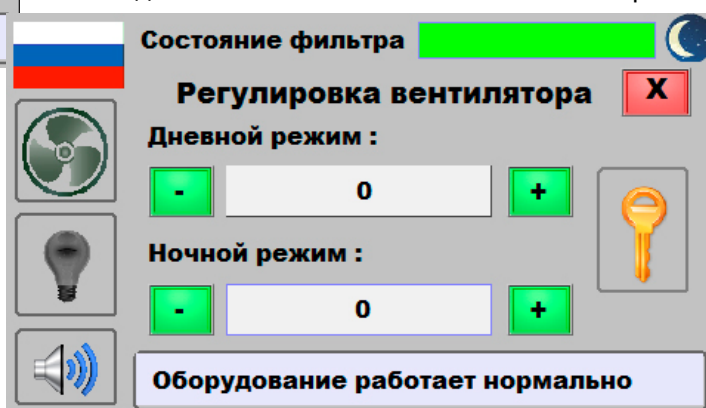 Состояние фильтра
Регулировка вентилятора
X
Дневной режим :
- 0 +
Ночной режим :
- 0 +
Оборудование работает нормально